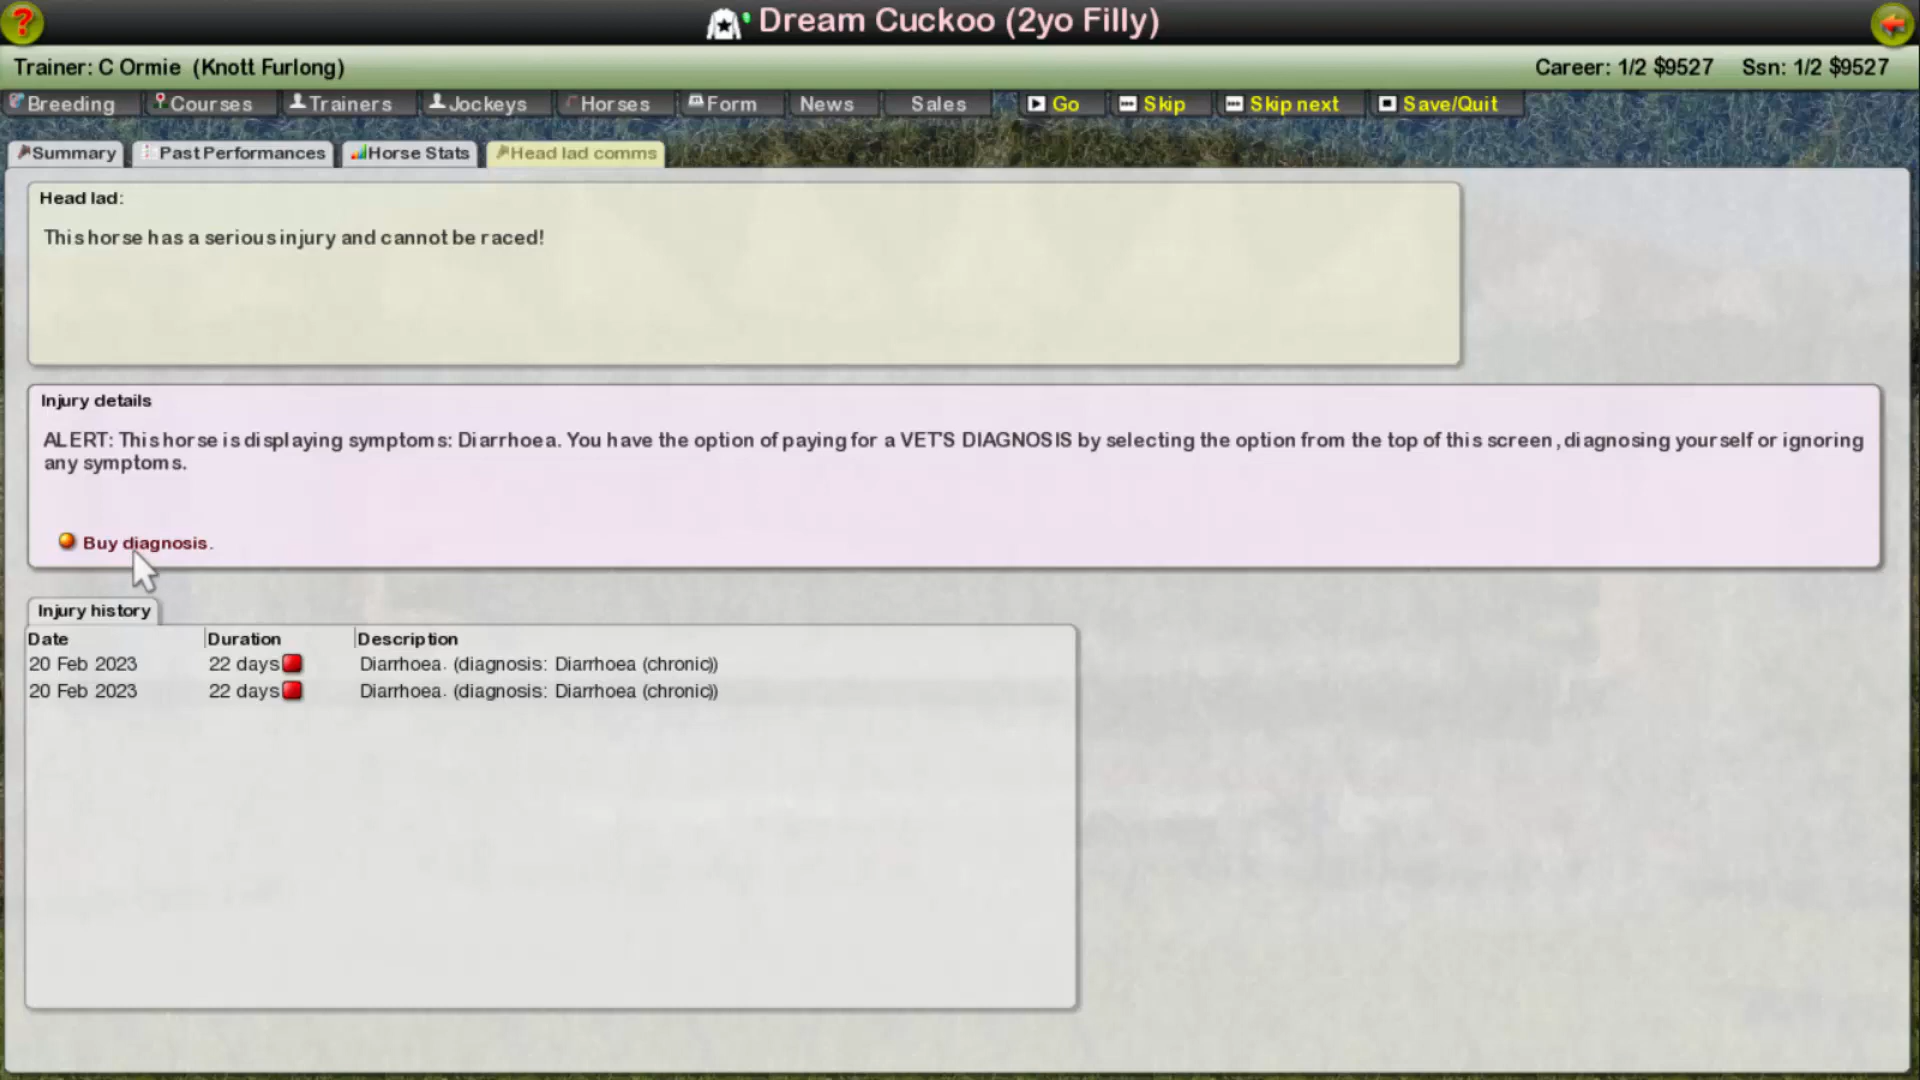 ?
Dream Cuckoo (2yo Filly)
Trainer: C Ormie (Knott Furlong)
Career: 1/2 $9527 Ssn: 1/2 $9527
Breeding Courses Trainers Jockeys Horses Form News Sales Go Skip Skip next Save/Quit
Summary Past Performances Horse Stats Head lad comms
Head lad:
This horse has a serious injury and cannot be raced!
Injury details
ALERT: This horse is displaying symptoms: Diarrhoea. You have the option of paying for a VET'S DIAGNOSIS by selecting the option from the top of this screen, diagnosing yourself or ignoring
any symptoms.
Buy diagnosis.
Injury history
Date Duration Description
20 Feb 2023 22 days Diarrhoea. (diagnosis: Diarrhoea (chronic))
20 Feb 2023 22 days Diarrhoea. (diagnosis: Diarrhoea (chronic))